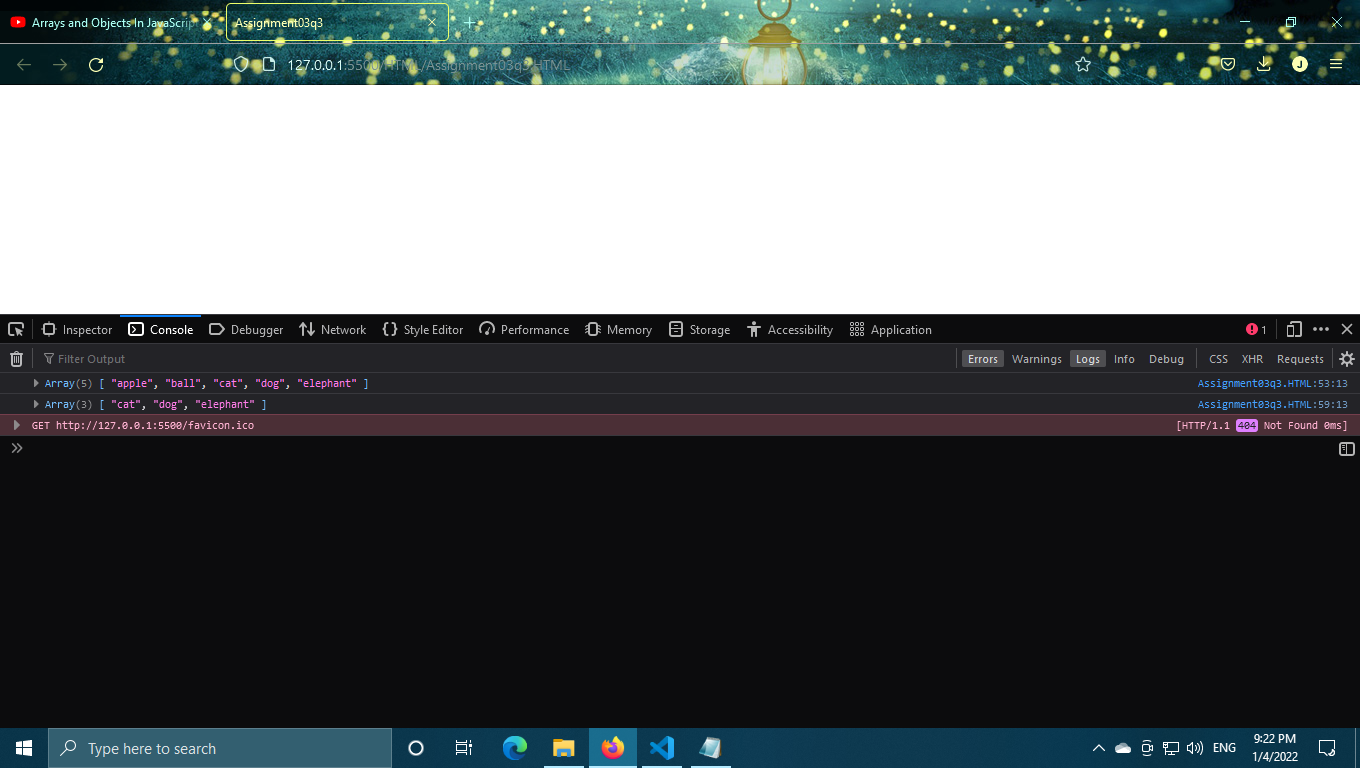 Arrays and Objects In JavaScrip
Assignment03q3
127.0.0.1:5500/HTML/Assignment03q3.HTML
J
Inspector Console Debugger Network Style Editor Performance Memory Storage Accessibility Application 1
Filter Output Errors Warnings Logs Info Debug CSS XHR Requests
Array(5) [ "apple", "ball", "cat", "dog", "elephant" ] Assignment03q3.HTML:53:13
Array(3) [ "cat", "dog", "elephant" ] Assignment03q3.HTML:59:13
GET http://127.0.0.1:5500/favicon.ico [HTTP/1.1 404 Not Found 0ms]
Type here to search
ENG
9:22 PM
1/4/2022